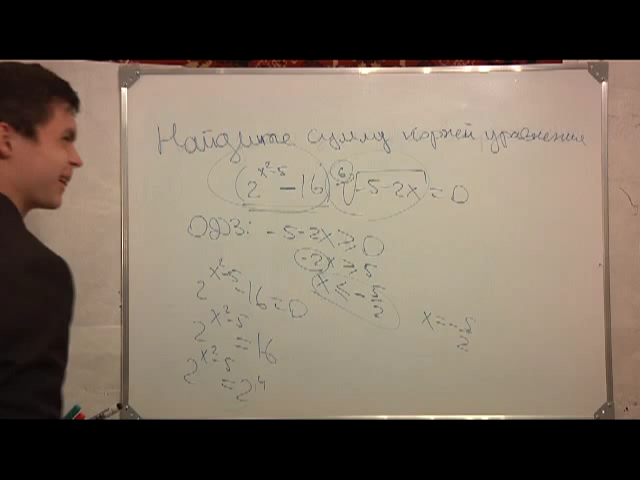 Найдите сумму корней уравнения
(2^{x²-5} - 16) ⁶√(-5-2x) = 0
ОДЗ: -5-2x ≥ 0
-2x ≥ 5
x ≤ -5/2
2^{x²-5} - 16 = 0
2^{x²-5} = 16
2^{x²-5} = 2⁴
x = -5/2